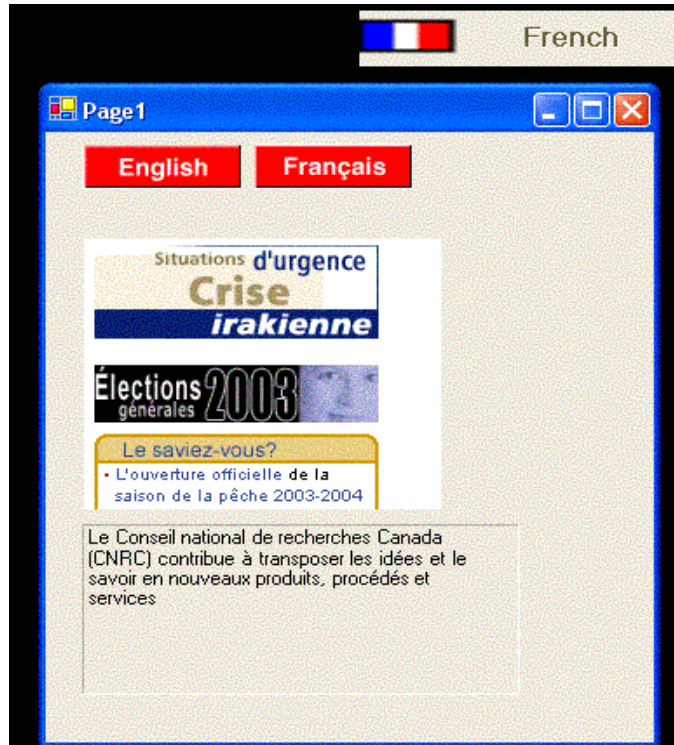 French
Page1
English Français
Situations d'urgence
Crise
irakienne
Élections 2003
générales
Le saviez-vous?
• L'ouverture officielle de la
saison de la pêche 2003-2004
Le Conseil national de recherches Canada
(CNRC) contribue à transposer les idées et le
savoir en nouveaux produits, procédés et
services